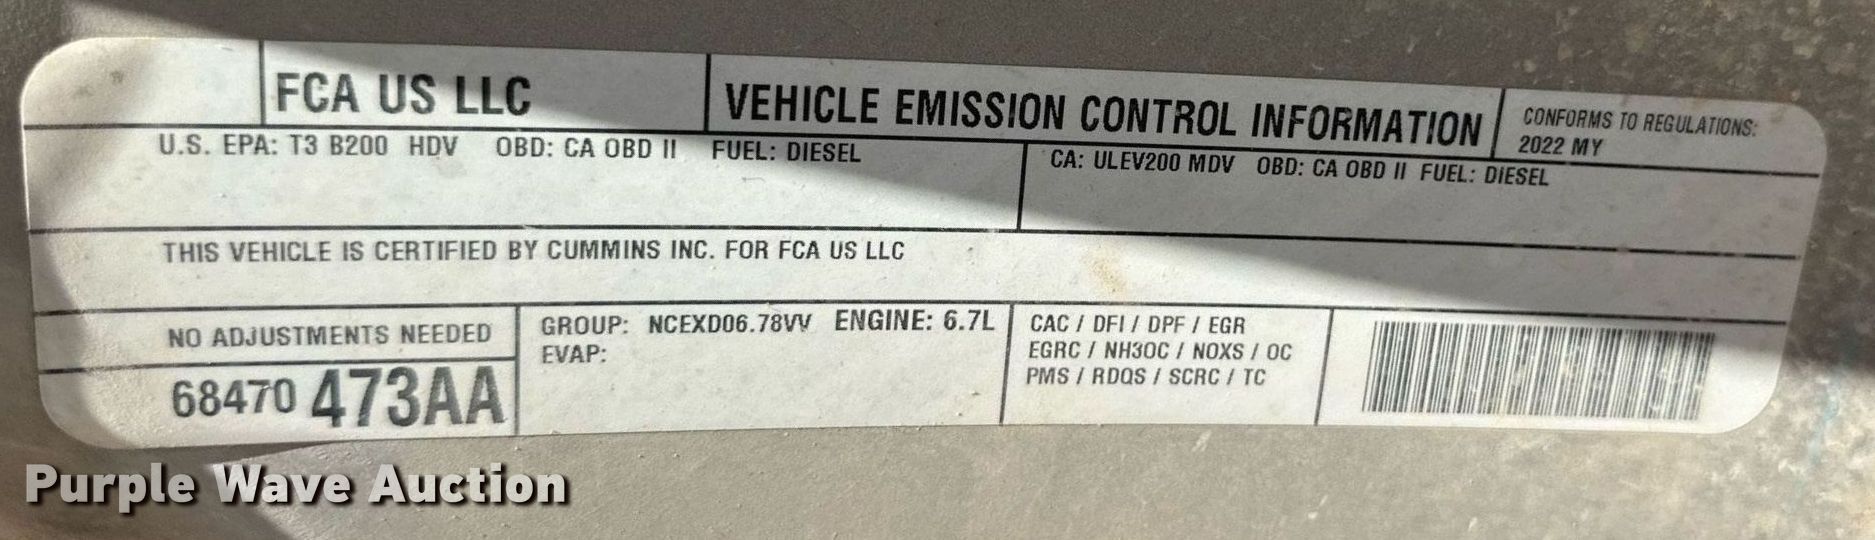 FCA US LLC
VEHICLE EMISSION CONTROL INFORMATION
CONFORMS TO REGULATIONS:
2022 MY
U.S. EPA: T3 B200 HDV OBD: CA OBD II FUEL: DIESEL
CA: ULEV200 MDV OBD: CA OBD II FUEL: DIESEL
THIS VEHICLE IS CERTIFIED BY CUMMINS INC. FOR FCA US LLC
NO ADJUSTMENTS NEEDED
68470 473AA
GROUP: NCEXD06.78VV ENGINE: 6.7L
EVAP:
CAC / DFI / DPF / EGR
EGRC / NH3OC / NOXS / OC
PMS / RDQS / SCRC / TC
Purple Wave Auction